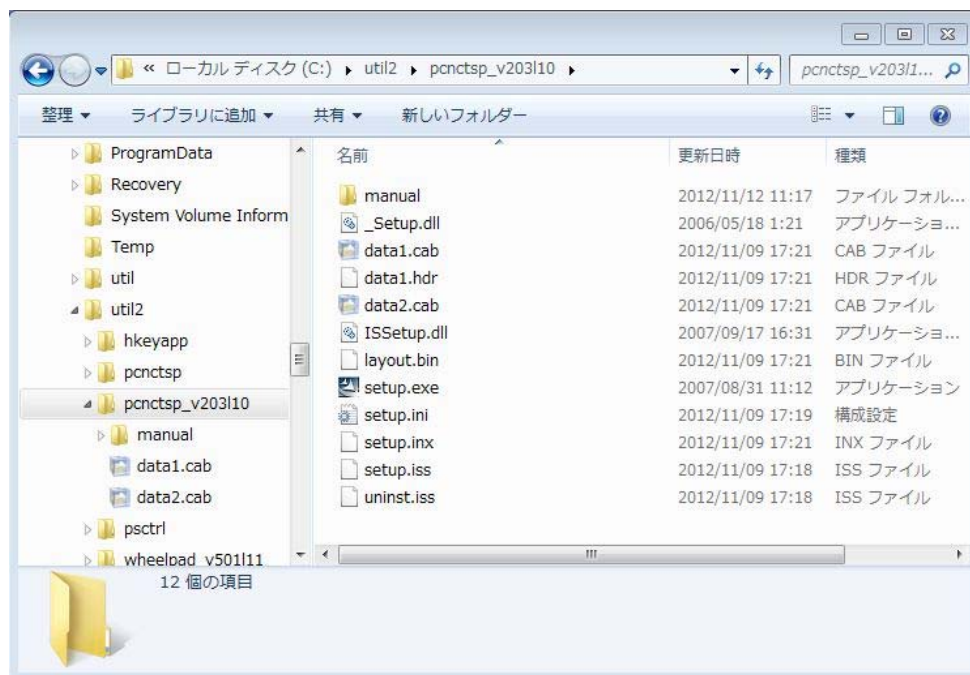 « ローカル ディスク (C:) ▸ util2 ▸ pcnctsp_v203l10 ▸
pcnctsp_v203l1...
整理 ▼ ライブラリに追加 ▼ 共有 ▼ 新しいフォルダー
ProgramData
Recovery
System Volume Inform
Temp
util
util2
hkeyapp
pcnctsp
pcnctsp_v203l10
manual
data1.cab
data2.cab
psctrl
wheelpad_v501l11
名前 更新日時 種類
manual 2012/11/12 11:17 ファイル フォル...
_Setup.dll 2006/05/18 1:21 アプリケーショ...
data1.cab 2012/11/09 17:21 CAB ファイル
data1.hdr 2012/11/09 17:21 HDR ファイル
data2.cab 2012/11/09 17:21 CAB ファイル
ISSetup.dll 2007/09/17 16:31 アプリケーショ...
layout.bin 2012/11/09 17:21 BIN ファイル
setup.exe 2007/08/31 11:12 アプリケーション
setup.ini 2012/11/09 17:19 構成設定
setup.inx 2012/11/09 17:21 INX ファイル
setup.iss 2012/11/09 17:18 ISS ファイル
uninst.iss 2012/11/09 17:18 ISS ファイル
12 個の項目